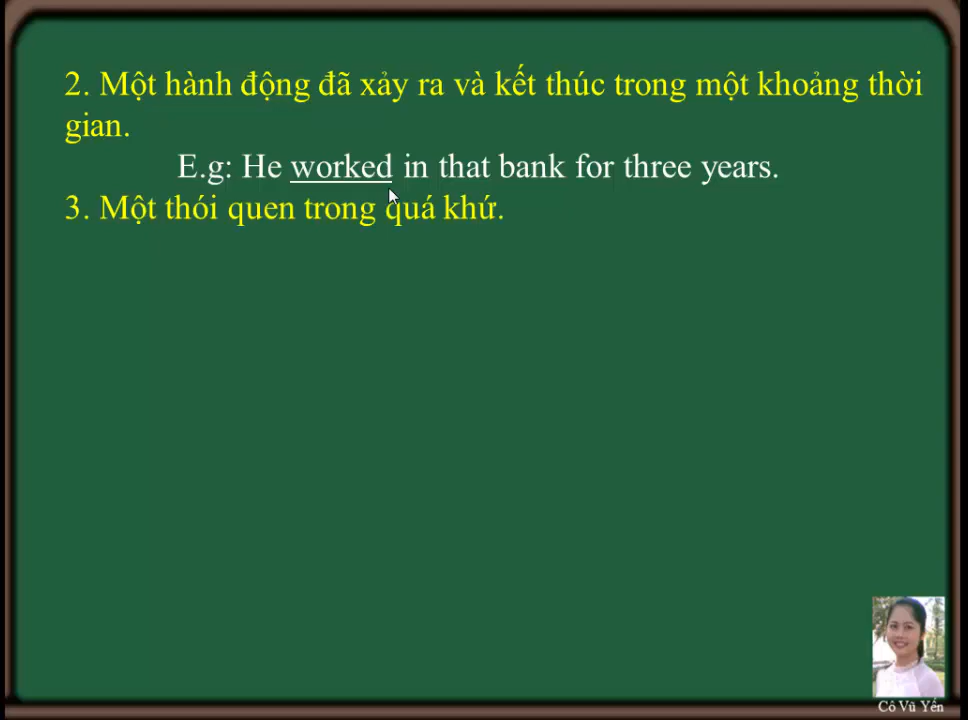 2. Một hành động đã xảy ra và kết thúc trong một khoảng thời
gian.
E.g: He worked in that bank for three years.
3. Một thói quen trong quá khứ.
Cô Vũ Yến